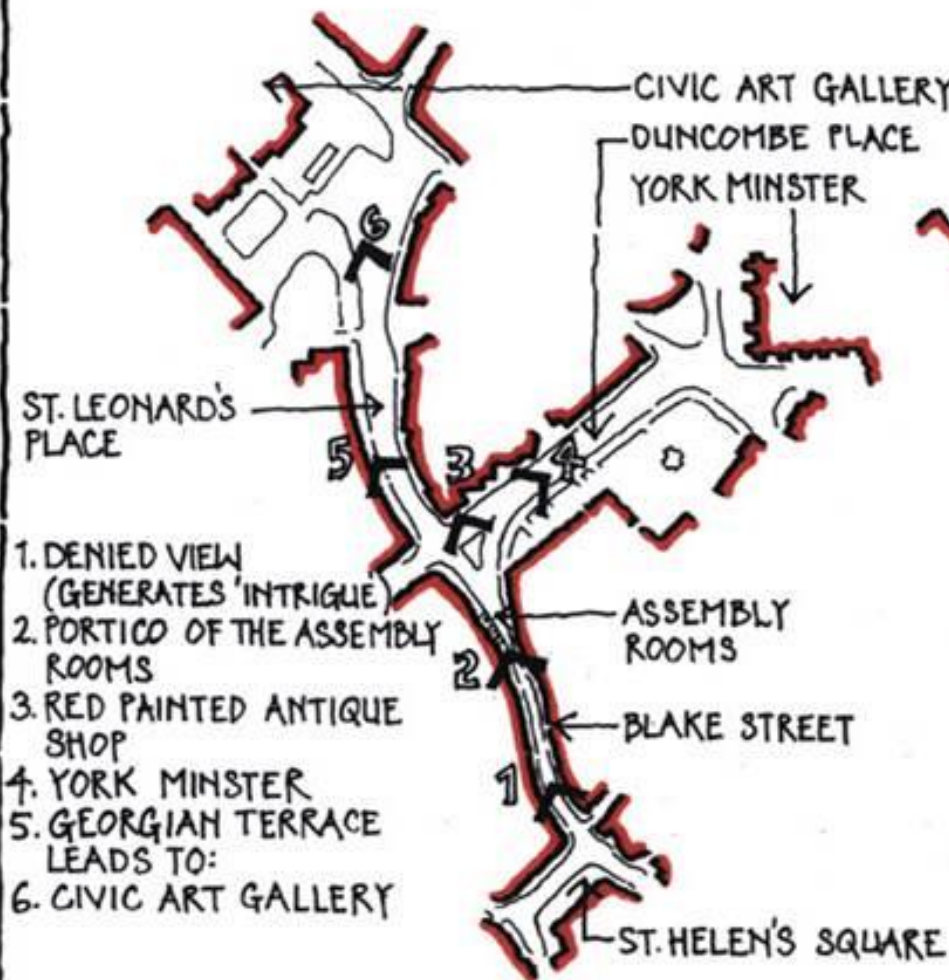 CIVIC ART GALLERY
DUNCOMBE PLACE
YORK MINSTER
6
ST. LEONARD'S
PLACE
5
3
4
1. DENIED VIEW
(GENERATES 'INTRIGUE)
2. PORTICO OF THE ASSEMBLY
ROOMS
3. RED PAINTED ANTIQUE
SHOP
4. YORK MINSTER
5. GEORGIAN TERRACE
LEADS TO:
6. CIVIC ART GALLERY
ASSEMBLY
ROOMS
2
BLAKE STREET
1
ST. HELEN'S SQUARE